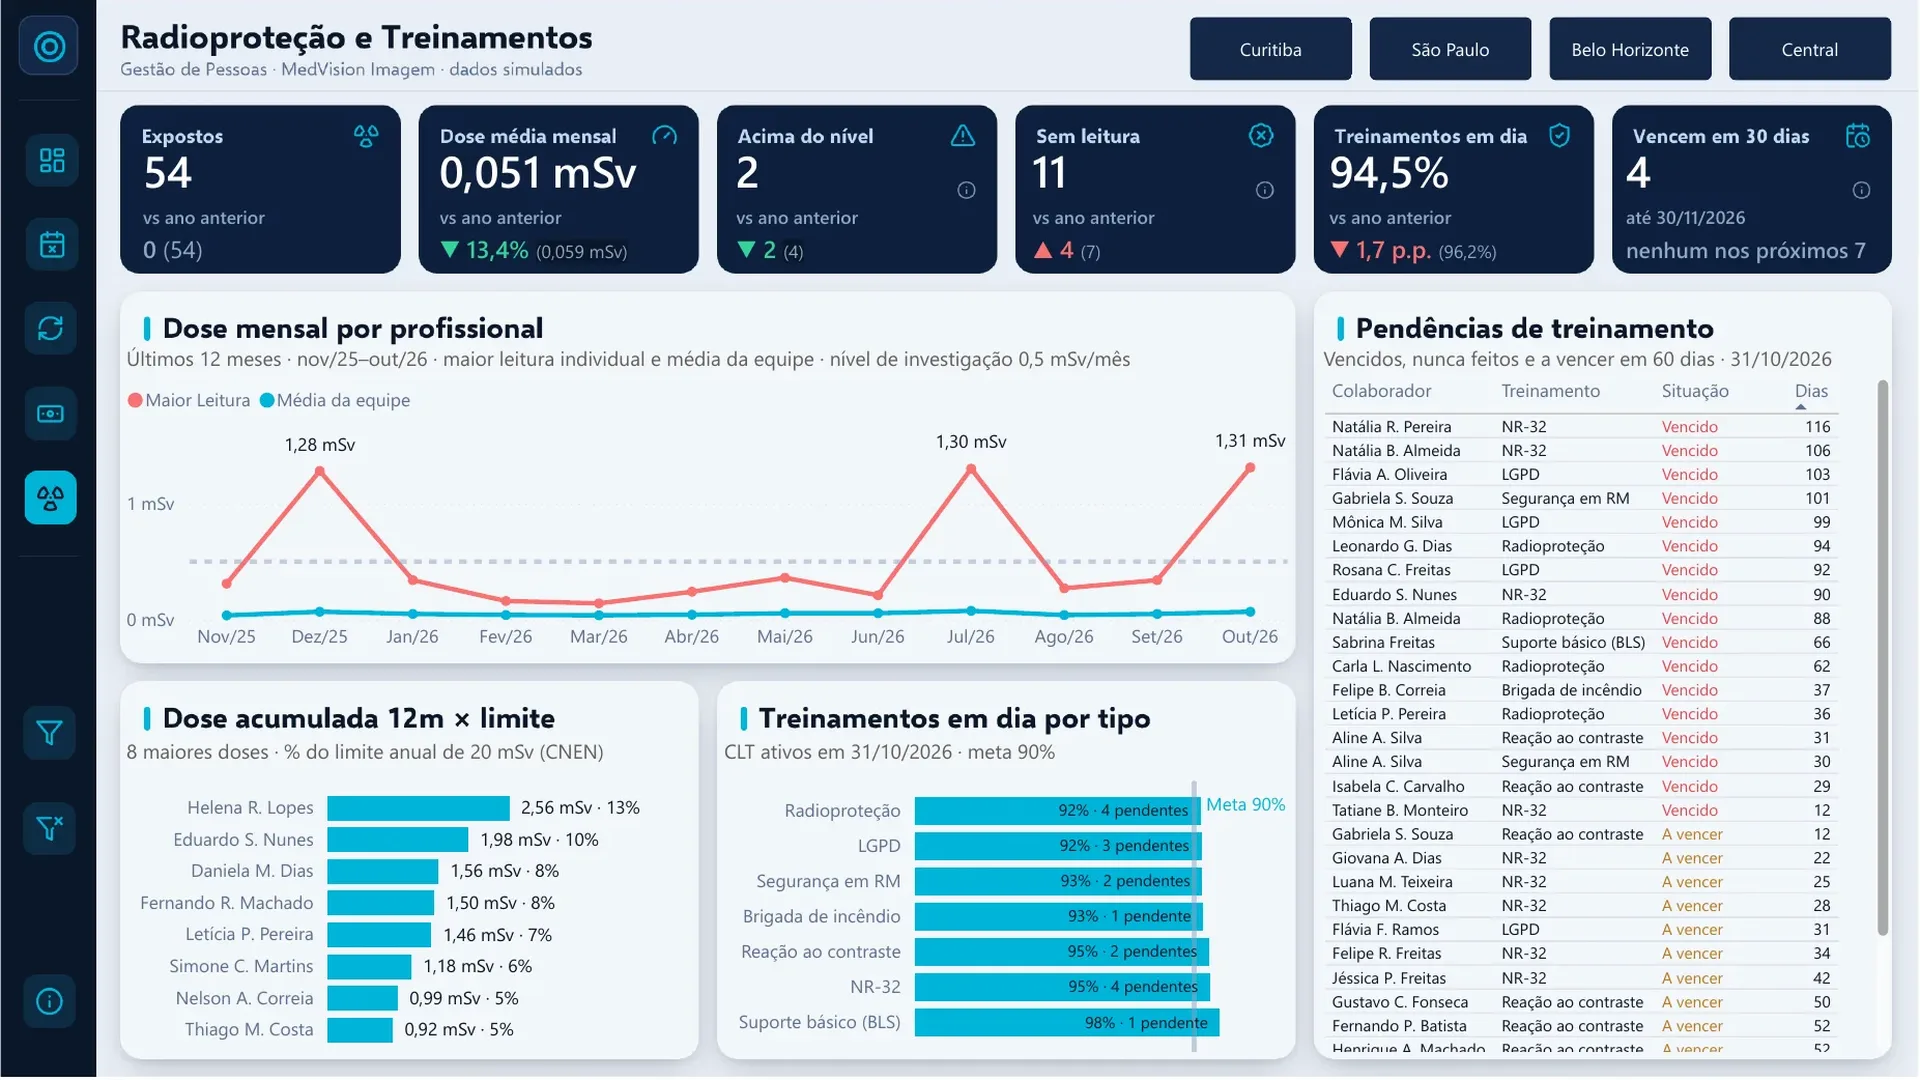 Radioproteção e Treinamentos
Gestão de Pessoas · MedVision Imagem · dados simulados
Curitiba
São Paulo
Belo Horizonte
Central
Expostos
54
vs ano anterior
0 (54)
Dose média mensal
0,051 mSv
vs ano anterior
▼ 13,4% (0,059 mSv)
Acima do nível
2
vs ano anterior
▼ 2 (4)
Sem leitura
11
vs ano anterior
▲ 4 (7)
Treinamentos em dia
94,5%
vs ano anterior
▼ 1,7 p.p. (96,2%)
Vencem em 30 dias
4
até 30/11/2026
nenhum nos próximos 7
Dose mensal por profissional
Últimos 12 meses · nov/25–out/26 · maior leitura individual e média da equipe · nível de investigação 0,5 mSv/mês
Maior Leitura Média da equipe
1,28 mSv 1,30 mSv 1,31 mSv
1 mSv
0 mSv
Nov/25 Dez/25 Jan/26 Fev/26 Mar/26 Abr/26 Mai/26 Jun/26 Jul/26 Ago/26 Set/26 Out/26
Dose acumulada 12m × limite
8 maiores doses · % do limite anual de 20 mSv (CNEN)
Helena R. Lopes 2,56 mSv · 13%
Eduardo S. Nunes 1,98 mSv · 10%
Daniela M. Dias 1,56 mSv · 8%
Fernando R. Machado 1,50 mSv · 8%
Letícia P. Pereira 1,46 mSv · 7%
Simone C. Martins 1,18 mSv · 6%
Nelson A. Correia 0,99 mSv · 5%
Thiago M. Costa 0,92 mSv · 5%
Treinamentos em dia por tipo
CLT ativos em 31/10/2026 · meta 90%
Meta 90%
Radioproteção 92% · 4 pendentes
LGPD 92% · 3 pendentes
Segurança em RM 93% · 2 pendentes
Brigada de incêndio 93% · 1 pendente
Reação ao contraste 95% · 2 pendentes
NR-32 95% · 4 pendentes
Suporte básico (BLS) 98% · 1 pendente
Pendências de treinamento
Vencidos, nunca feitos e a vencer em 60 dias · 31/10/2026
Colaborador Treinamento Situação Dias
Natália R. Pereira NR-32 Vencido 116
Natália B. Almeida NR-32 Vencido 106
Flávia A. Oliveira LGPD Vencido 103
Gabriela S. Souza Segurança em RM Vencido 101
Mônica M. Silva LGPD Vencido 99
Leonardo G. Dias Radioproteção Vencido 94
Rosana C. Freitas LGPD Vencido 92
Eduardo S. Nunes NR-32 Vencido 90
Natália B. Almeida Radioproteção Vencido 88
Sabrina Freitas Suporte básico (BLS) Vencido 66
Carla L. Nascimento Radioproteção Vencido 62
Felipe B. Correia Brigada de incêndio Vencido 37
Letícia P. Pereira Radioproteção Vencido 36
Aline A. Silva Reação ao contraste Vencido 31
Aline A. Silva Segurança em RM Vencido 30
Isabela C. Carvalho Reação ao contraste Vencido 29
Tatiane B. Monteiro NR-32 Vencido 12
Gabriela S. Souza Reação ao contraste A vencer 12
Giovana A. Dias NR-32 A vencer 22
Luana M. Teixeira NR-32 A vencer 25
Thiago M. Costa NR-32 A vencer 28
Flávia F. Ramos LGPD A vencer 31
Felipe R. Freitas NR-32 A vencer 34
Jéssica P. Freitas NR-32 A vencer 42
Gustavo C. Fonseca Reação ao contraste A vencer 50
Fernando P. Batista Reação ao contraste A vencer 52
Henrique A. Machado Reação ao contraste A vencer 52